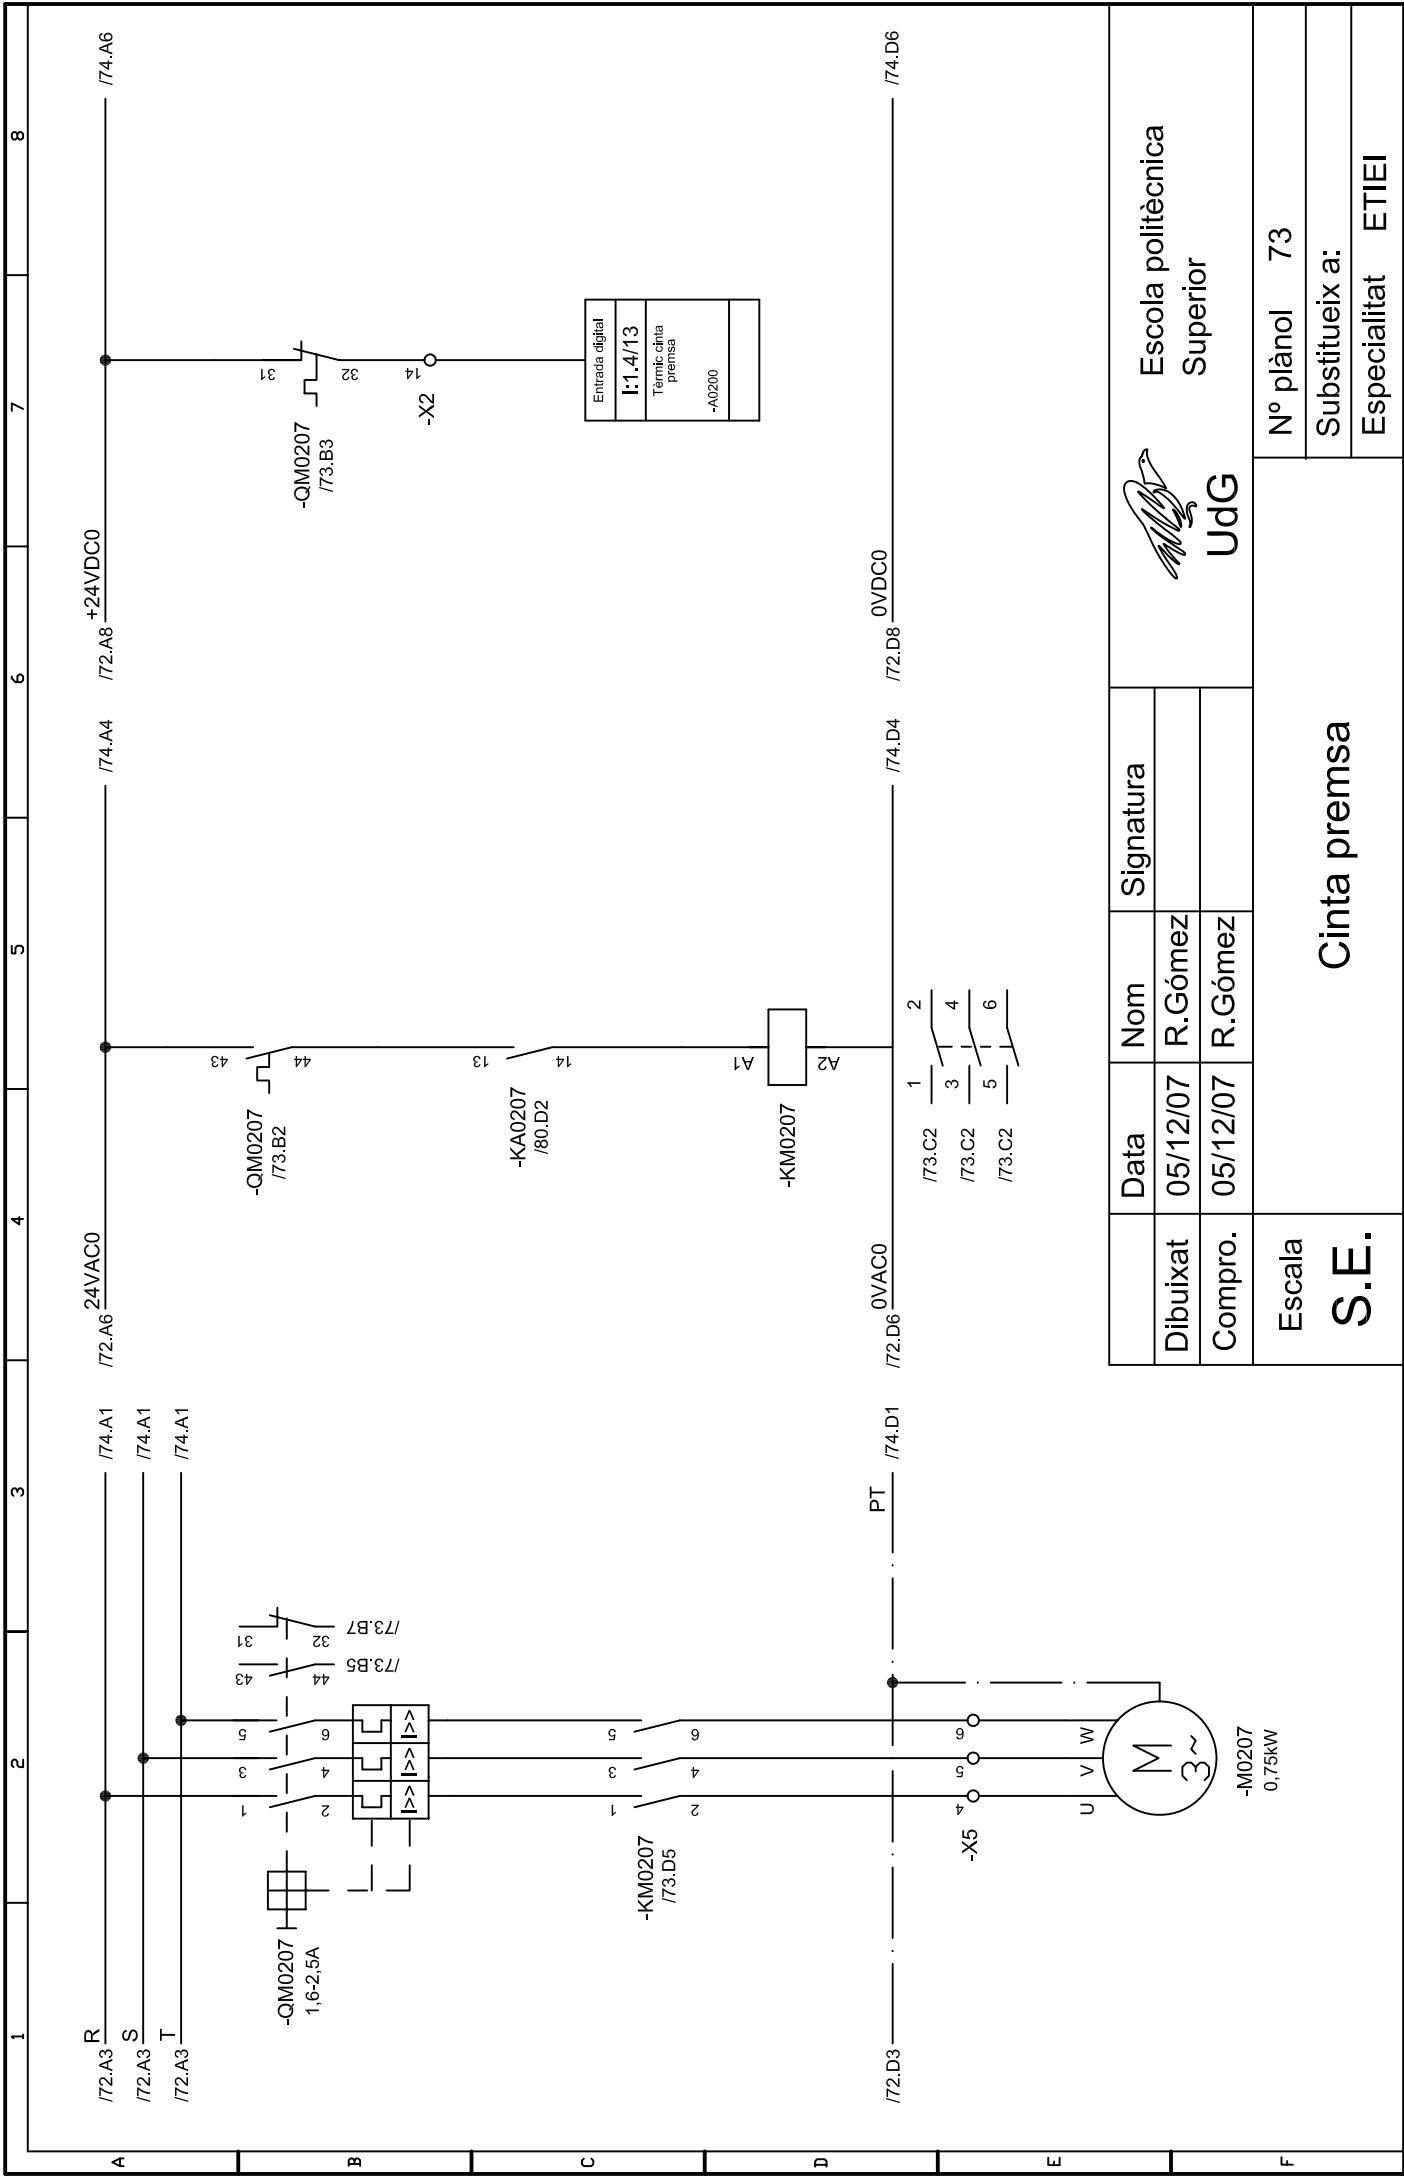 1 2 3 4 5 6 7 8
A
B
C
D
E
F
/72.A3 R /74.A1
/72.A3 S /74.A1
/72.A3 T /74.A1
-QM0207
1,6-2,5A
1 3 5 43 31
2 4 6 44 32
/73.B5
/73.B7
I>> I>> I>>
-KM0207
/73.D5
1 3 5
2 4 6
/72.D3 PT /74.D1
-X5
4 5 6
U V W
M
3~
-M0207
0,75kW
/72.A6 24VAC0 /74.A4
-QM0207
/73.B2
43
44
-KA0207
/80.D2
13
14
-KM0207
A1
A2
/72.D6 0VAC0 /74.D4
/73.C2 1 2
/73.C2 3 4
/73.C2 5 6
/72.A8 +24VDC0 /74.A6
-QM0207
/73.B3
31
32
-X2
14
Entrada digital
I:1.4/13
Tèrmic cinta
premsa
-A0200
/72.D8 0VDC0 /74.D6
Data Nom Signatura
Dibuixat 05/12/07 R.Gómez
Compro. 05/12/07 R.Gómez
UdG
Escola politècnica
Superior
Escala
S.E.
Cinta premsa
Nº plànol 73
Substitueix a:
Especialitat ETIEI